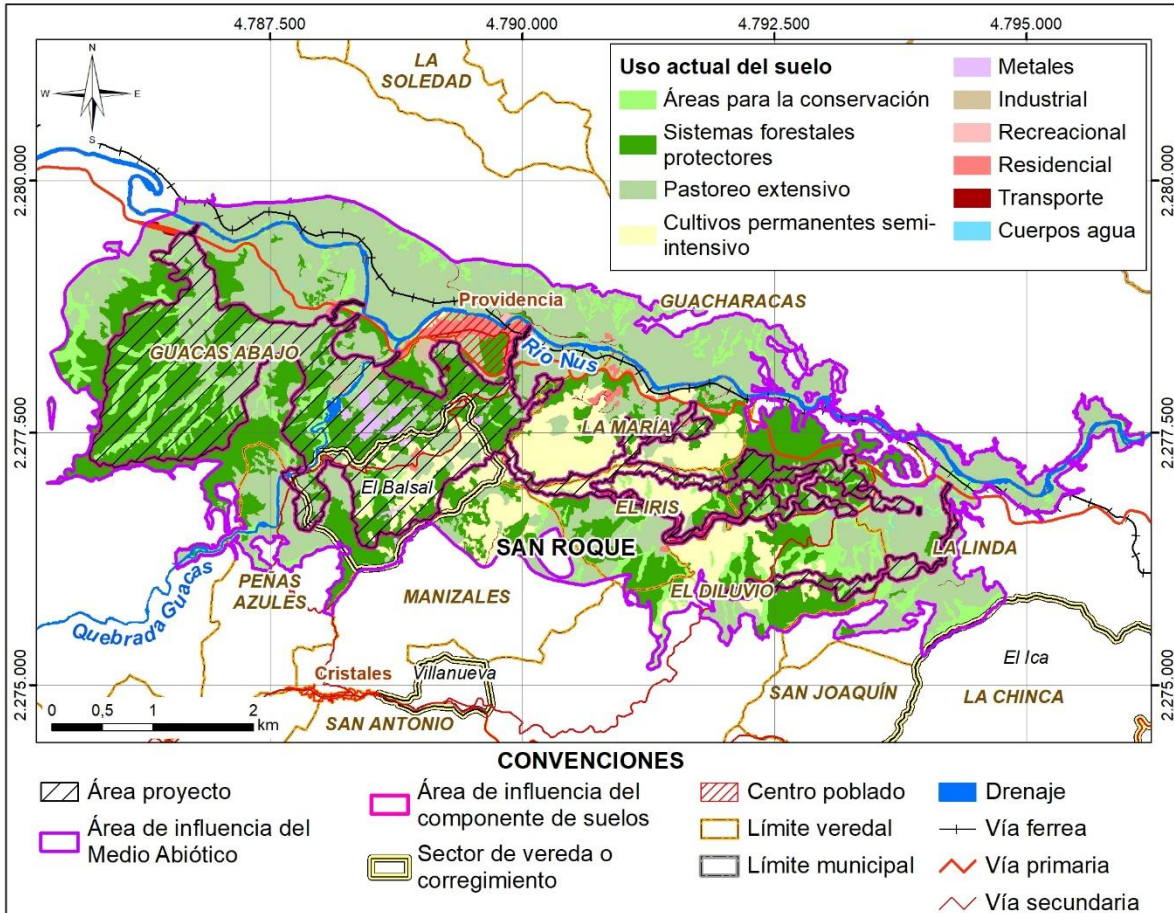 4.787.500
4.790.000
4.792.500
4.795.000
N
W
E
S
LA
SOLEDAD
Uso actual del suelo
Áreas para la conservación
Sistemas forestales
protectores
Pastoreo extensivo
Cultivos permanentes semi-
intensivo
Metales
Industrial
Recreacional
Residencial
Transporte
Cuerpos agua
2.280.000
2.280.000
Providencia
GUACHARACAS
GUACAS ABAJO
Río Nus
2.277.500
2.277.500
LA MARÍA
El Balsal
EL IRIS
SAN ROQUE
LA LINDA
PEÑAS
AZULES
MANIZALES
EL DILUVIO
Quebrada Guacas
El Ica
Cristales
Villanueva
SAN JOAQUÍN
LA CHINCA
2.275.000
2.275.000
SAN ANTONIO
0 0,5 1 2
km
CONVENCIONES
Área proyecto
Área de influencia del
Medio Abiótico
Área de influencia del
componente de suelos
Sector de vereda o
corregimiento
Centro poblado
Límite veredal
Límite municipal
Drenaje
Vía ferrea
Vía primaria
Vía secundaria